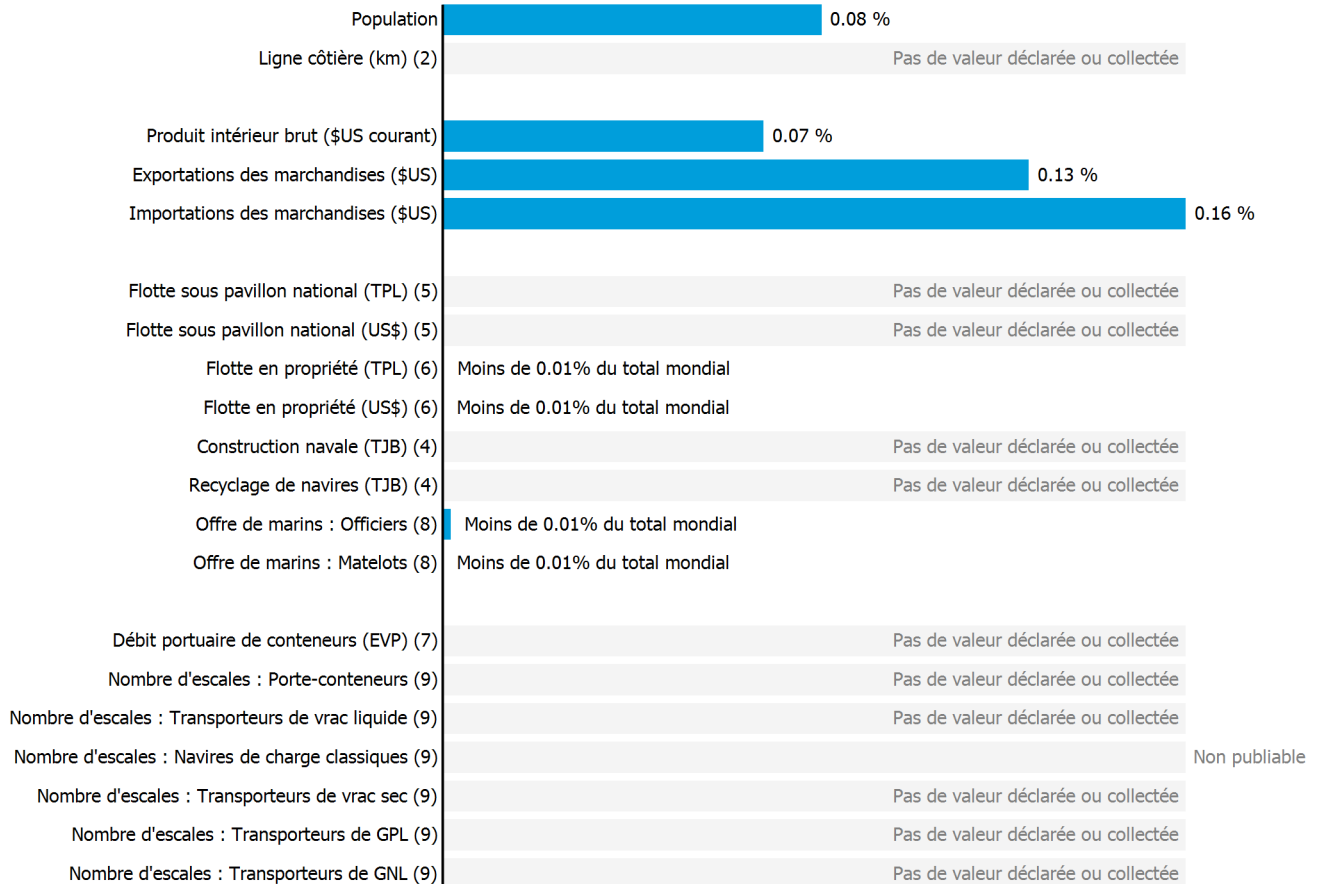 Population 0.08 %
Ligne côtière (km) (2) Pas de valeur déclarée ou collectée
Produit intérieur brut ($US courant) 0.07 %
Exportations des marchandises ($US) 0.13 %
Importations des marchandises ($US) 0.16 %
Flotte sous pavillon national (TPL) (5) Pas de valeur déclarée ou collectée
Flotte sous pavillon national (US$) (5) Pas de valeur déclarée ou collectée
Flotte en propriété (TPL) (6) Moins de 0.01% du total mondial
Flotte en propriété (US$) (6) Moins de 0.01% du total mondial
Construction navale (TJB) (4) Pas de valeur déclarée ou collectée
Recyclage de navires (TJB) (4) Pas de valeur déclarée ou collectée
Offre de marins : Officiers (8) Moins de 0.01% du total mondial
Offre de marins : Matelots (8) Moins de 0.01% du total mondial
Débit portuaire de conteneurs (EVP) (7) Pas de valeur déclarée ou collectée
Nombre d'escales : Porte-conteneurs (9) Pas de valeur déclarée ou collectée
Nombre d'escales : Transporteurs de vrac liquide (9) Pas de valeur déclarée ou collectée
Nombre d'escales : Navires de charge classiques (9) Non publiable
Nombre d'escales : Transporteurs de vrac sec (9) Pas de valeur déclarée ou collectée
Nombre d'escales : Transporteurs de GPL (9) Pas de valeur déclarée ou collectée
Nombre d'escales : Transporteurs de GNL (9) Pas de valeur déclarée ou collectée